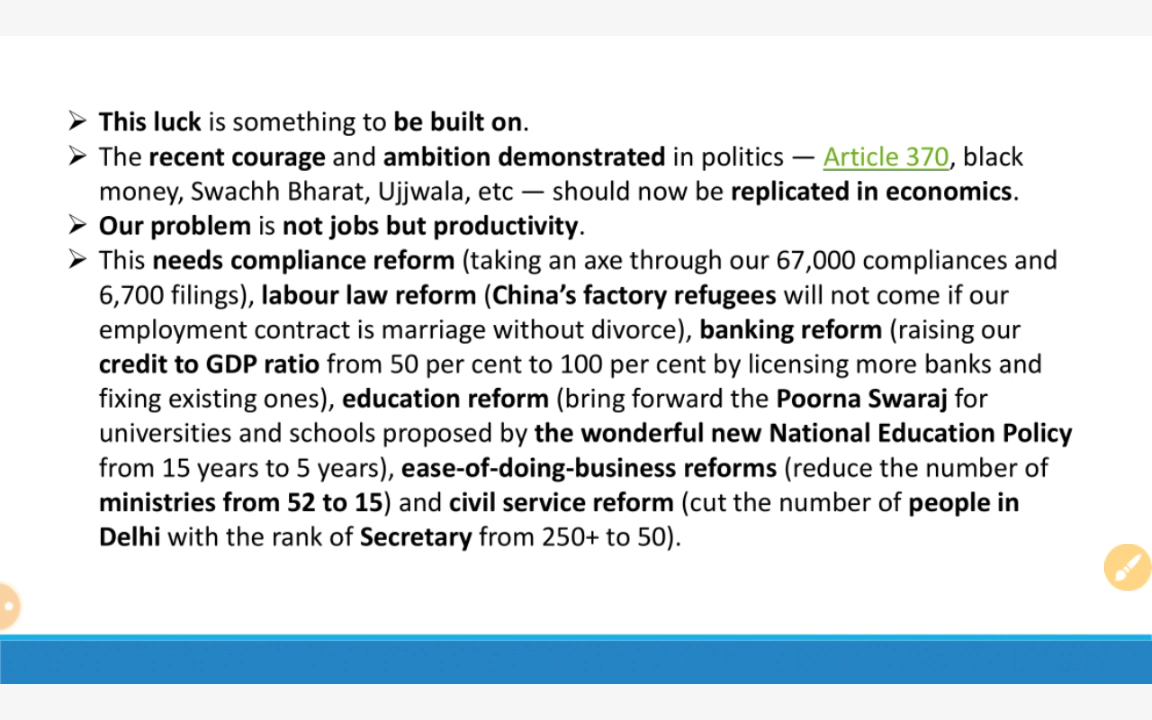 ➢ This luck is something to be built on.
➢ The recent courage and ambition demonstrated in politics — Article 370, black
money, Swachh Bharat, Ujjwala, etc — should now be replicated in economics.
➢ Our problem is not jobs but productivity.
➢ This needs compliance reform (taking an axe through our 67,000 compliances and
6,700 filings), labour law reform (China’s factory refugees will not come if our
employment contract is marriage without divorce), banking reform (raising our
credit to GDP ratio from 50 per cent to 100 per cent by licensing more banks and
fixing existing ones), education reform (bring forward the Poorna Swaraj for
universities and schools proposed by the wonderful new National Education Policy
from 15 years to 5 years), ease-of-doing-business reforms (reduce the number of
ministries from 52 to 15) and civil service reform (cut the number of people in
Delhi with the rank of Secretary from 250+ to 50).